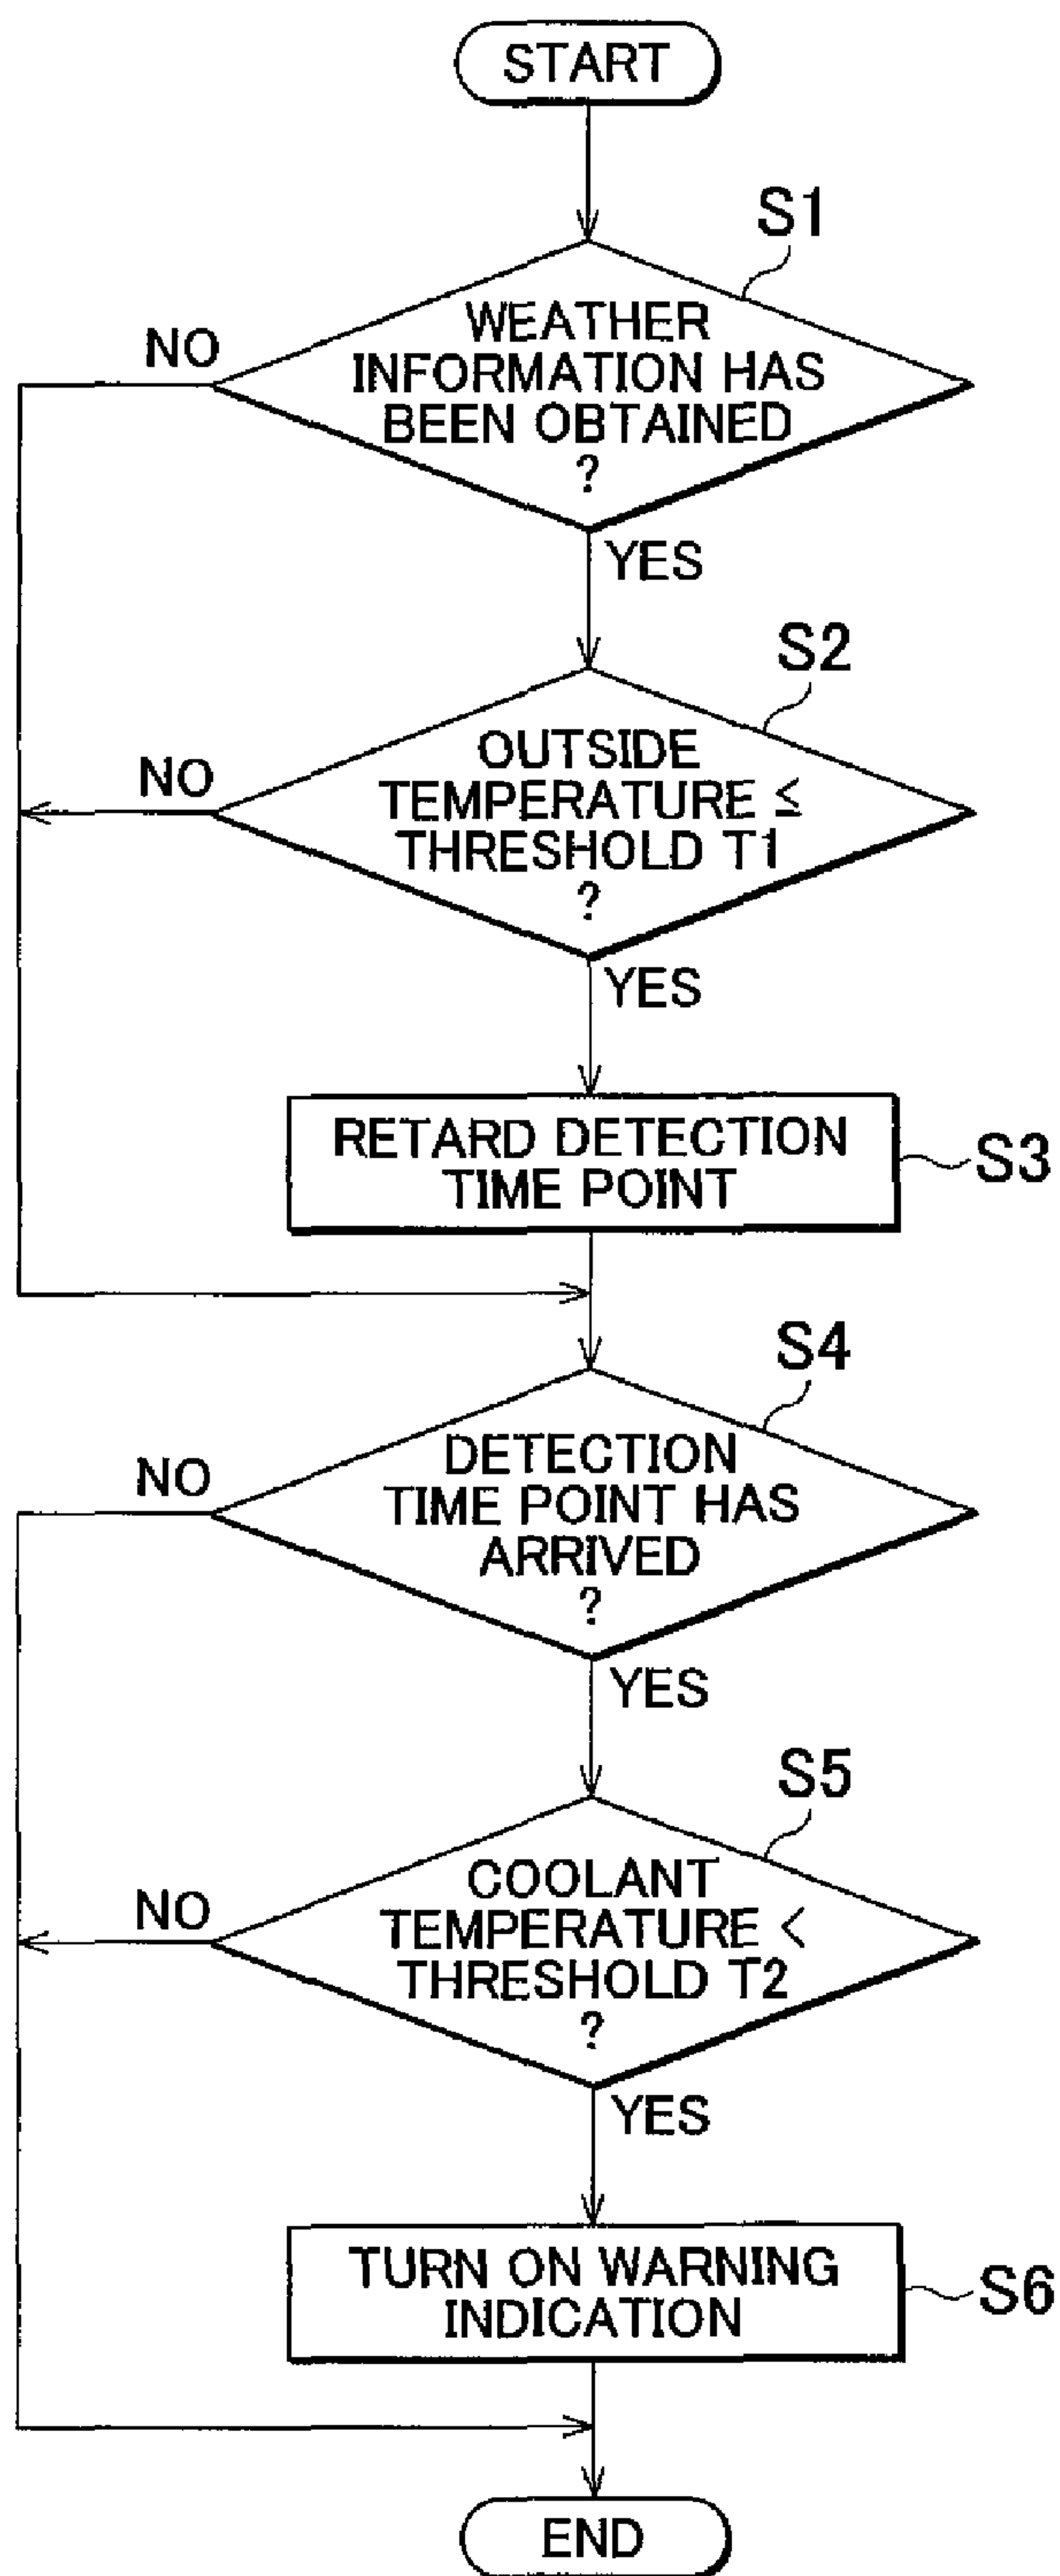 START
S1
WEATHER
INFORMATION HAS
BEEN OBTAINED
?
NO
YES
S2
OUTSIDE
TEMPERATURE ≤
THRESHOLD T1
?
NO
YES
RETARD DETECTION
TIME POINT
S3
S4
DETECTION
TIME POINT HAS
ARRIVED
?
NO
YES
S5
COOLANT
TEMPERATURE <
THRESHOLD T2
?
NO
YES
TURN ON WARNING
INDICATION
S6
END